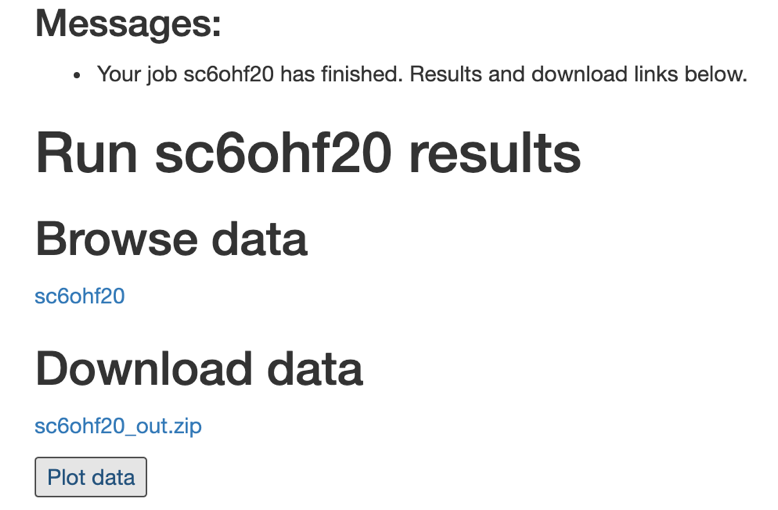 Messages:
• Your job sc6ohf20 has finished. Results and download links below.
Run sc6ohf20 results
Browse data
sc6ohf20
Download data
sc6ohf20_out.zip
Plot data